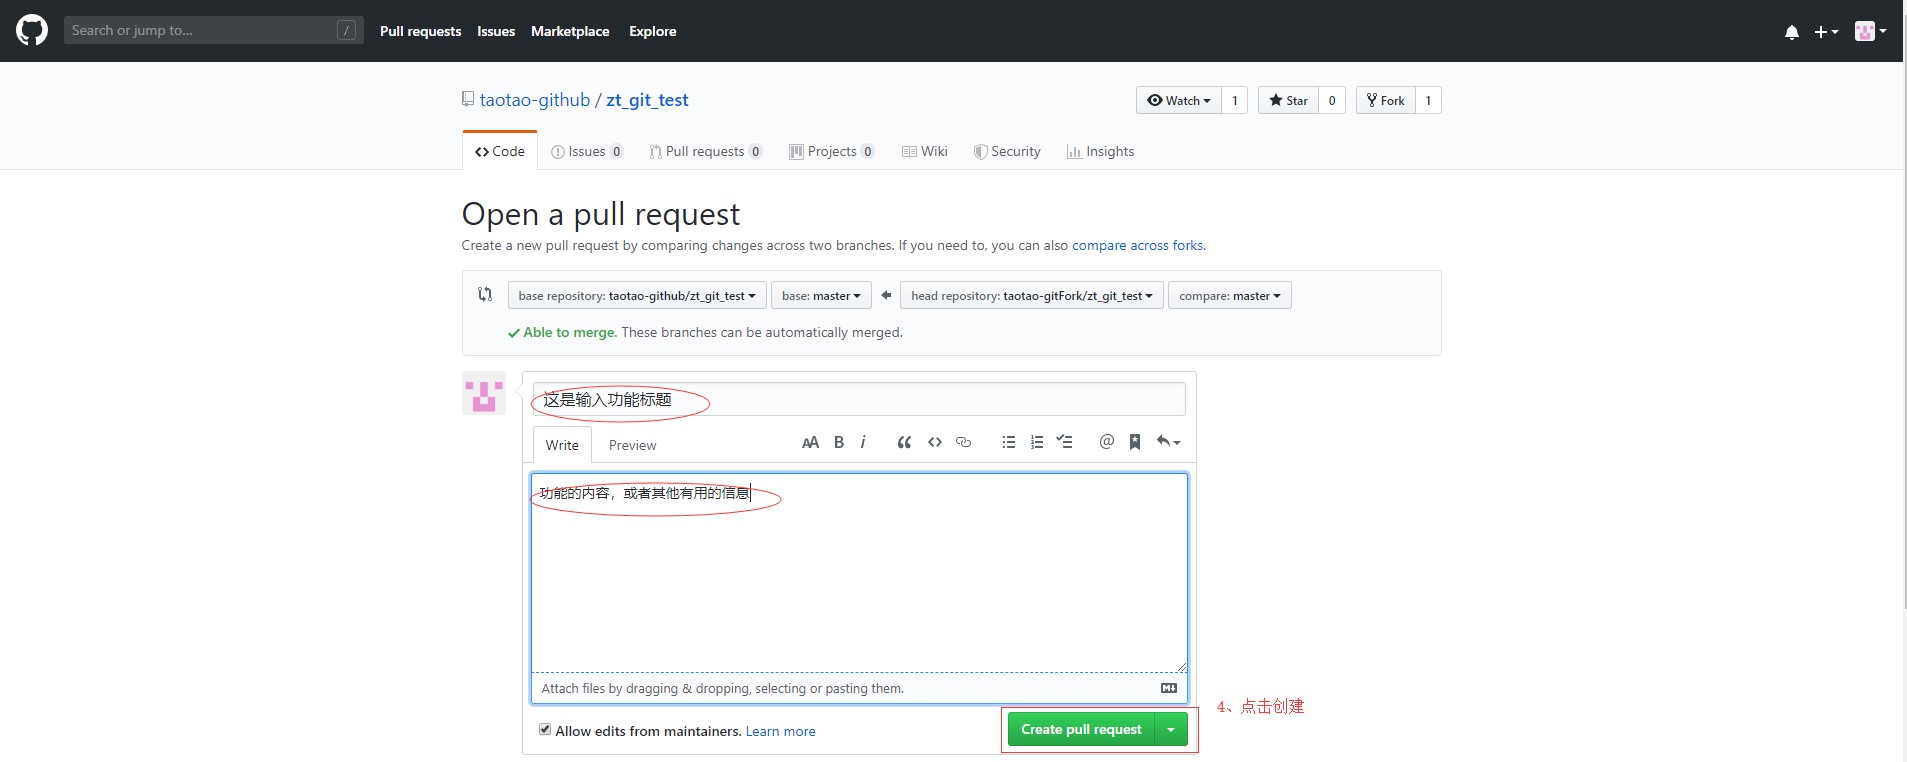 Search or jump to... /
Pull requests Issues Marketplace Explore
taotao-github / zt_git_test
Watch 1 Star 0 Fork 1
Code Issues 0 Pull requests 0 Projects 0 Wiki Security Insights
Open a pull request
Create a new pull request by comparing changes across two branches. If you need to, you can also compare across forks.
base repository: taotao-github/zt_git_test base: master head repository: taotao-gitFork/zt_git_test compare: master
Able to merge. These branches can be automatically merged.
这是输入功能标题
Write Preview AA B i @
功能的内容，或者其他有用的信息
Attach files by dragging & dropping, selecting or pasting them.
4、点击创建
Allow edits from maintainers. Learn more Create pull request